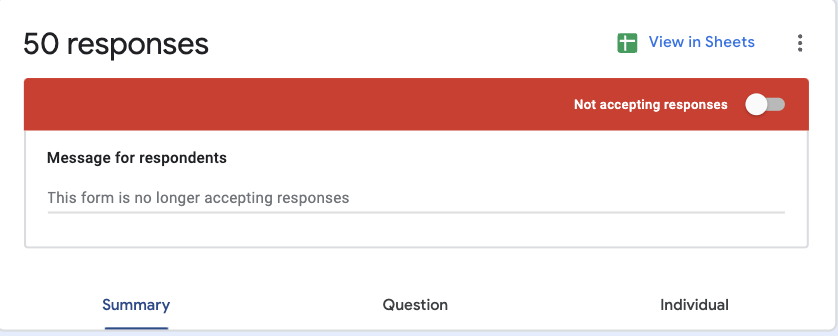 50 responses
View in Sheets
Not accepting responses
Message for respondents
This form is no longer accepting responses
Summary
Question
Individual